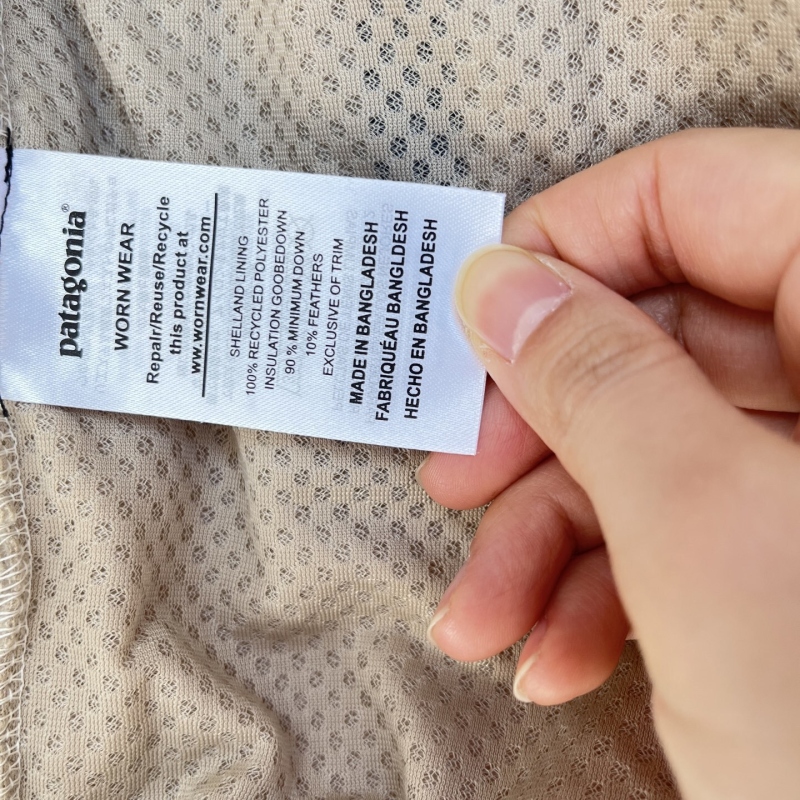 patagonia®
WORN WEAR
Repair/Reuse/Recycle
this product at
www.wornwear.com
SHELLAND LINING
100% RECYCLED POLYESTER
INSULATION GOOBEDOWN
90 % MINIMUM DOWN
10% FEATHERS
EXCLUSIVE OF TRIM
MADE IN BANGLADESH
FABRIQUÉAU BANGLDESH
HECHO EN BANGLADESH